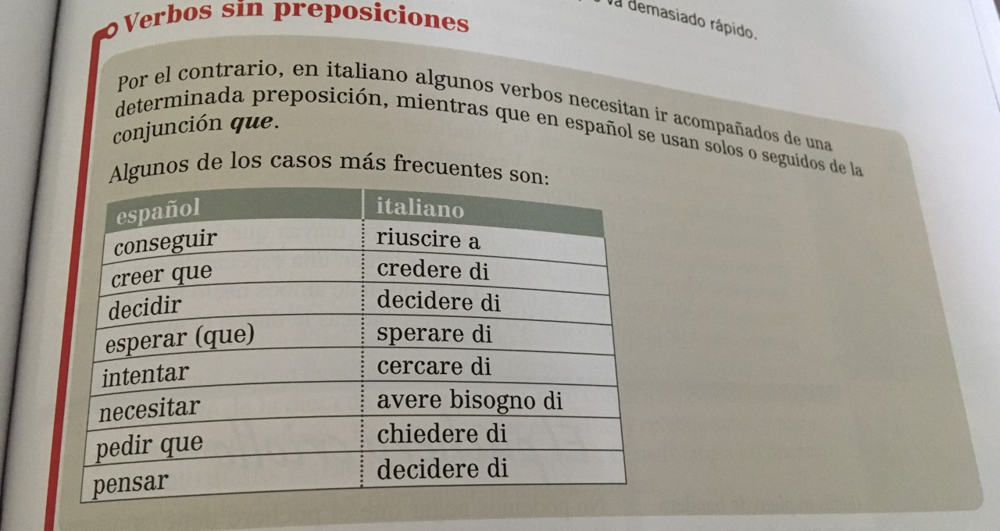 va demasiado rápido.
Verbos sin preposiciones
Por el contrario, en italiano algunos verbos necesitan ir acompañados de una
determinada preposición, mientras que en español se usan solos o seguidos de la
conjunción que.
Algunos de los casos más frecuentes son:
español italiano
conseguir riuscire a
creer que credere di
decidir decidere di
esperar (que) sperare di
intentar cercare di
necesitar avere bisogno di
pedir que chiedere di
pensar decidere di